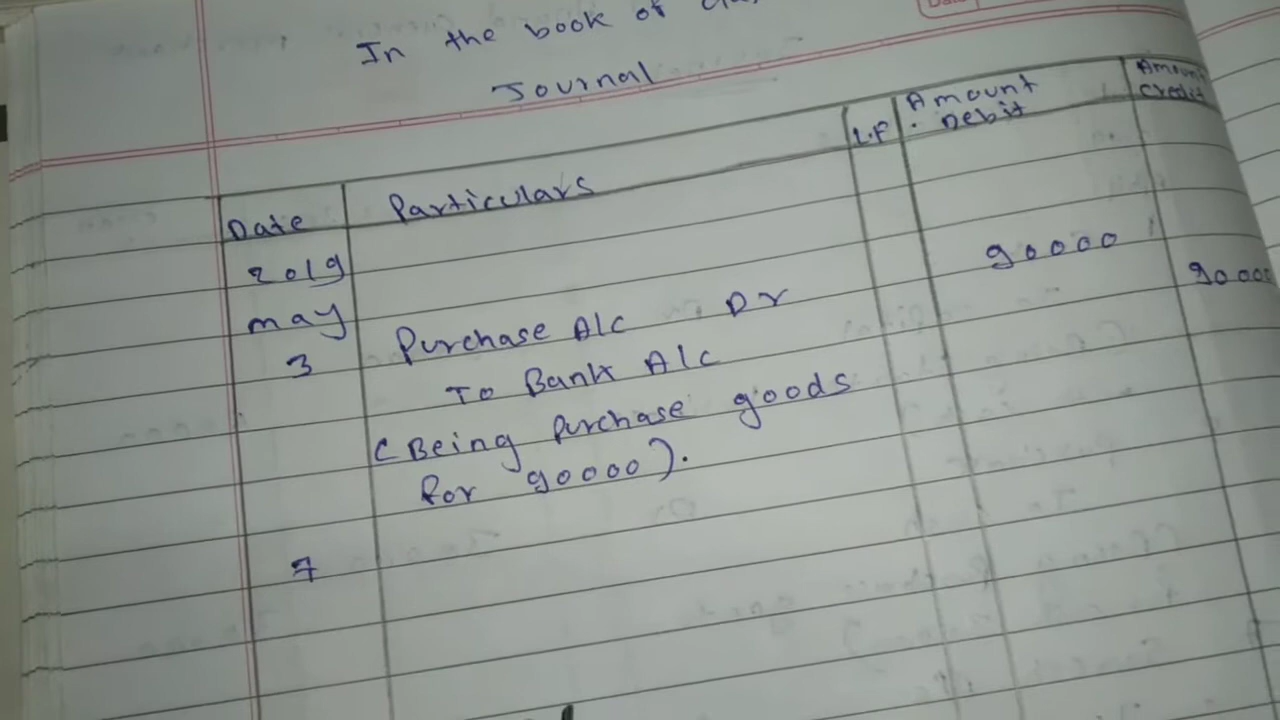 In the book of
Journal
Date Particulars L.F Amount Debit Amount Credit
2019
may
3 Purchase A/c Dr 90000
To Bank A/c 90000
(Being purchase goods
for 90000).
7